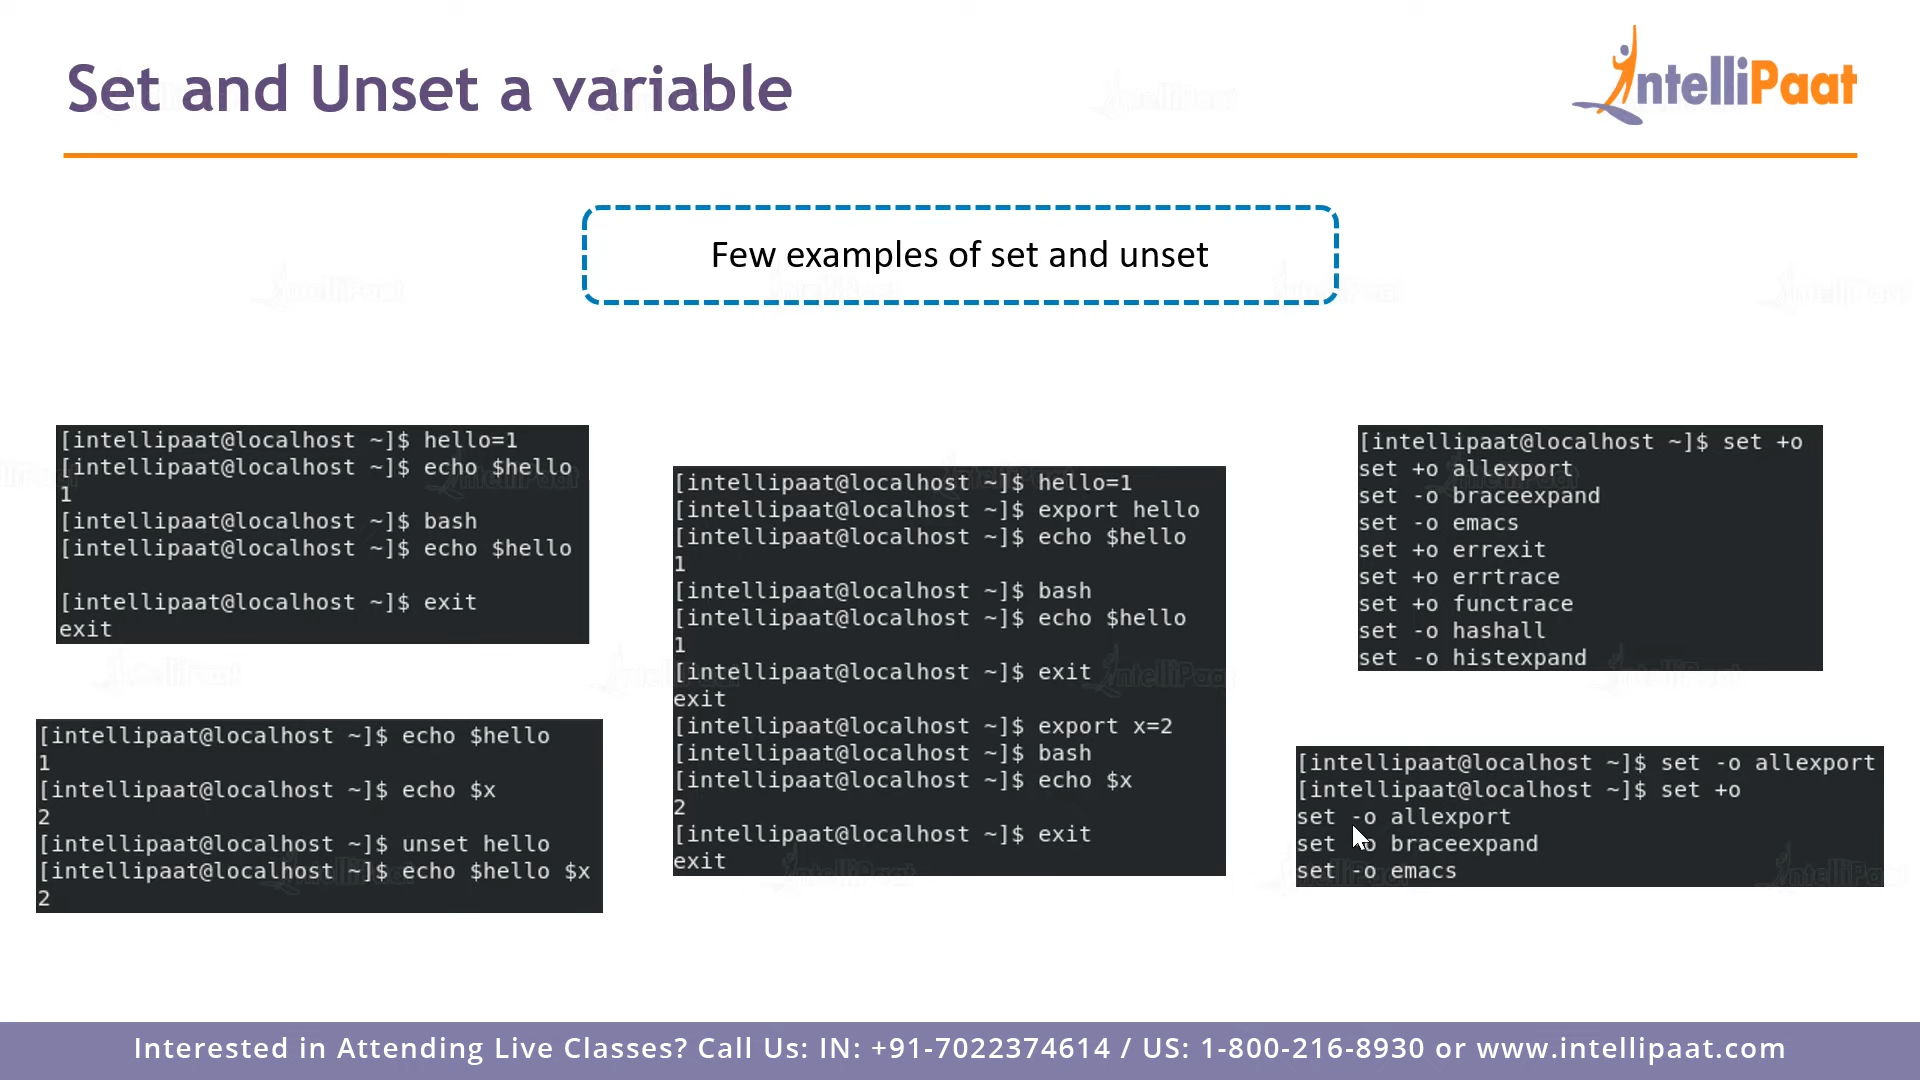 Set and Unset a variable
IntelliPaat
Few examples of set and unset
[intellipaat@localhost ~]$ hello=1
[intellipaat@localhost ~]$ echo $hello
1
[intellipaat@localhost ~]$ bash
[intellipaat@localhost ~]$ echo $hello
[intellipaat@localhost ~]$ exit
exit
[intellipaat@localhost ~]$ echo $hello
1
[intellipaat@localhost ~]$ echo $x
2
[intellipaat@localhost ~]$ unset hello
[intellipaat@localhost ~]$ echo $hello $x
2
[intellipaat@localhost ~]$ hello=1
[intellipaat@localhost ~]$ export hello
[intellipaat@localhost ~]$ echo $hello
1
[intellipaat@localhost ~]$ bash
[intellipaat@localhost ~]$ echo $hello
1
[intellipaat@localhost ~]$ exit
exit
[intellipaat@localhost ~]$ export x=2
[intellipaat@localhost ~]$ bash
[intellipaat@localhost ~]$ echo $x
2
[intellipaat@localhost ~]$ exit
exit
[intellipaat@localhost ~]$ set +o
set +o allexport
set -o braceexpand
set -o emacs
set +o errexit
set +o errtrace
set +o functrace
set -o hashall
set -o histexpand
[intellipaat@localhost ~]$ set -o allexport
[intellipaat@localhost ~]$ set +o
set -o allexport
set -o braceexpand
set -o emacs
Interested in Attending Live Classes? Call Us: IN: +91-7022374614 / US: 1-800-216-8930 or www.intellipaat.com